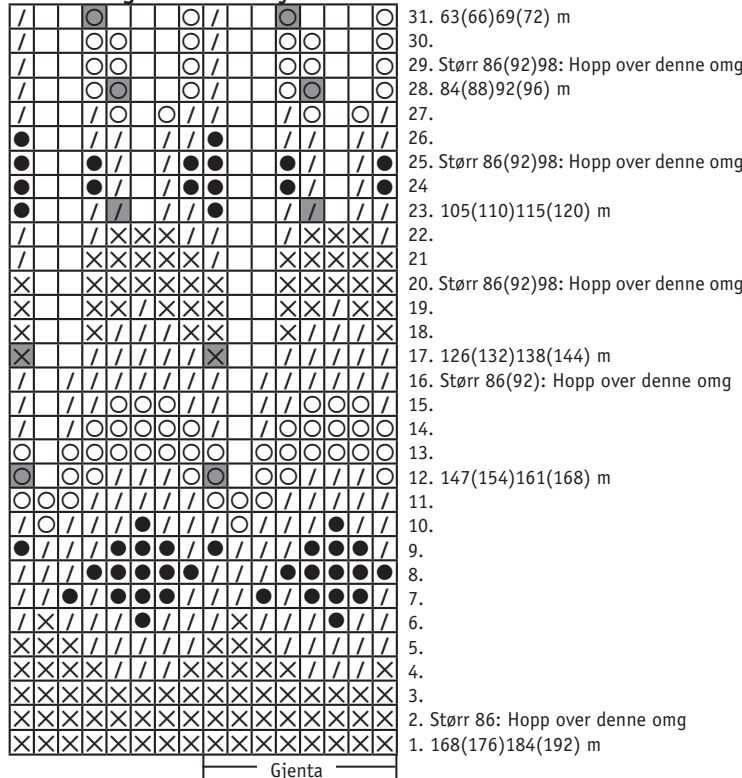 31. 63(66)69(72) m
30.
29. Størr 86(92)98: Hopp over denne omg
28. 84(88)92(96) m
27.
26.
25. Størr 86(92)98: Hopp over denne omg
24
23. 105(110)115(120) m
22.
21
20. Størr 86(92)98: Hopp over denne omg
19.
18.
17. 126(132)138(144) m
16. Størr 86(92): Hopp over denne omg
15.
14.
13.
12. 147(154)161(168) m
11.
10.
9.
8.
7.
6.
5.
4.
3.
2. Størr 86: Hopp over denne omg
1. 168(176)184(192) m
Gjenta